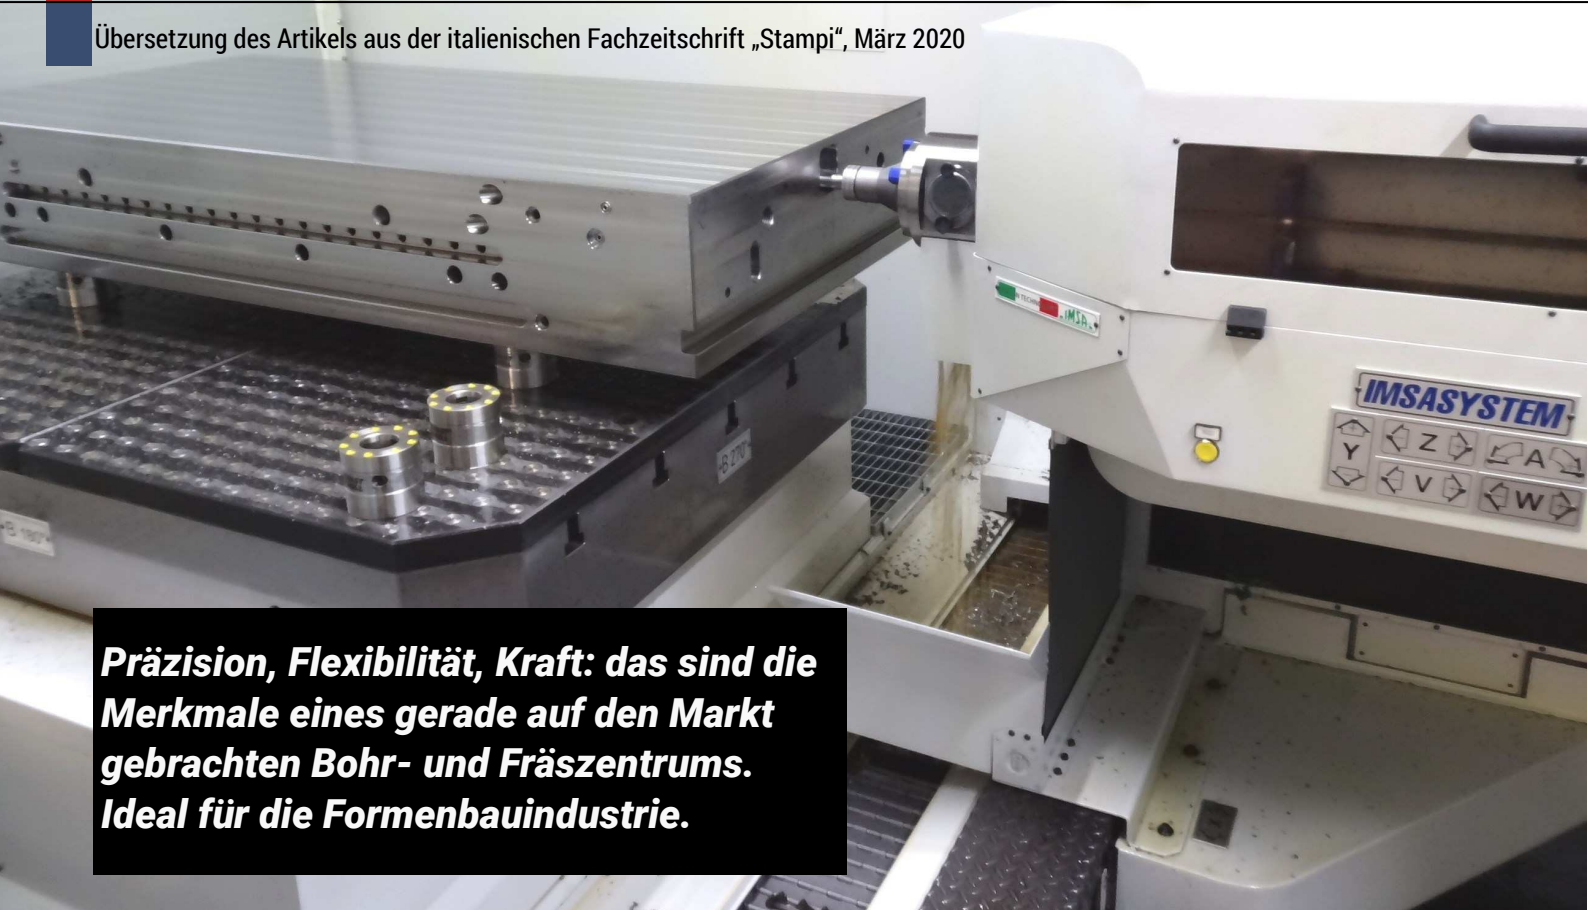 Übersetzung des Artikels aus der italienischen Fachzeitschrift „Stampi“, März 2020
IMSA
IMSASYSTEM
Y
Z
A
V
W
B 270°
B 180°
Präzision, Flexibilität, Kraft: das sind die
Merkmale eines gerade auf den Markt
gebrachten Bohr- und Fräszentrums.
Ideal für die Formenbauindustrie.